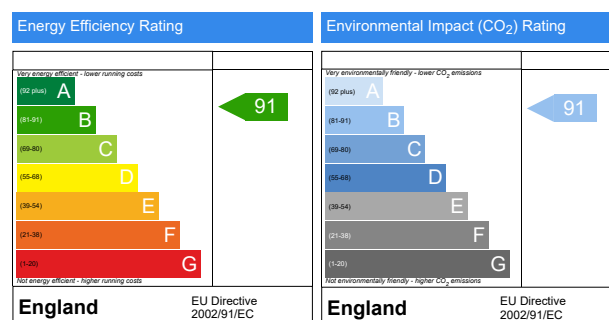 Energy Efficiency Rating
Very energy efficient - lower running costs
(92 plus) A
(81-91) B
(69-80) C
(55-68) D
(39-54) E
(21-38) F
(1-20) G
91
Not energy efficient - higher running costs
England
EU Directive
2002/91/EC
Environmental Impact (CO₂) Rating
Very environmentally friendly - lower CO₂ emissions
(92 plus) A
(81-91) B
(69-80) C
(55-68) D
(39-54) E
(21-38) F
(1-20) G
91
Not environmentally friendly - higher CO₂ emissions
England
EU Directive
2002/91/EC